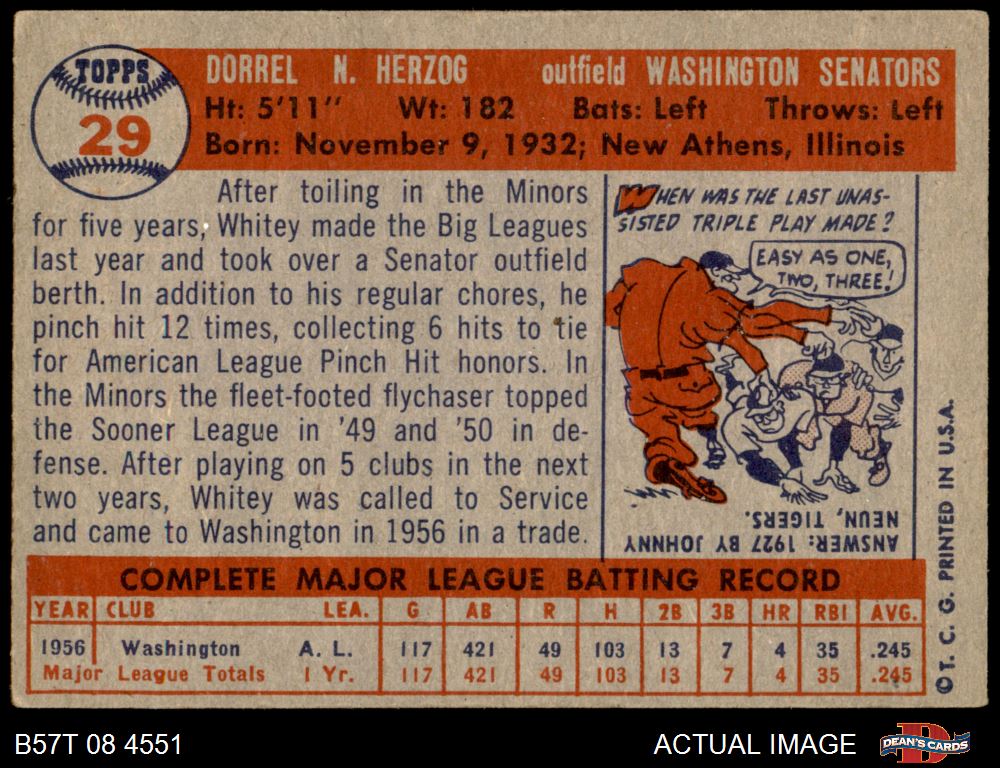 TOPPS
29
DORREL N. HERZOG outfield WASHINGTON SENATORS
Ht: 5'11" Wt: 182 Bats: Left Throws: Left
Born: November 9, 1932; New Athens, Illinois
After toiling in the Minors
for five years, Whitey made the Big Leagues
last year and took over a Senator outfield
berth. In addition to his regular chores, he
pinch hit 12 times, collecting 6 hits to tie
for American League Pinch Hit honors. In
the Minors the fleet-footed flychaser topped
the Sooner League in '49 and '50 in de-
fense. After playing on 5 clubs in the next
two years, Whitey was called to Service
and came to Washington in 1956 in a trade.
WHEN WAS THE LAST UNAS-
SISTED TRIPLE PLAY MADE?
EASY AS ONE,
TWO, THREE!
ANSWER: 1927 BY JOHNNY
NEUN, TIGERS.
COMPLETE MAJOR LEAGUE BATTING RECORD
YEAR CLUB LEA. G AB R H 2B 3B HR RBI AVG.
1956 Washington A. L. 117 421 49 103 13 7 4 35 .245
Major League Totals 1 Yr. 117 421 49 103 13 7 4 35 .245
©T. C. G. PRINTED IN U.S.A.
B57T 08 4551 ACTUAL IMAGE
DEAN'S CARDS